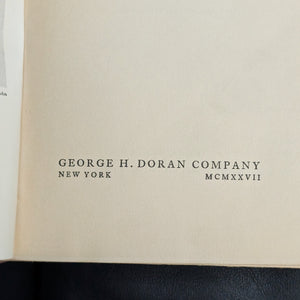 GEORGE H. DORAN COMPANY
NEW YORK MCMXXVII